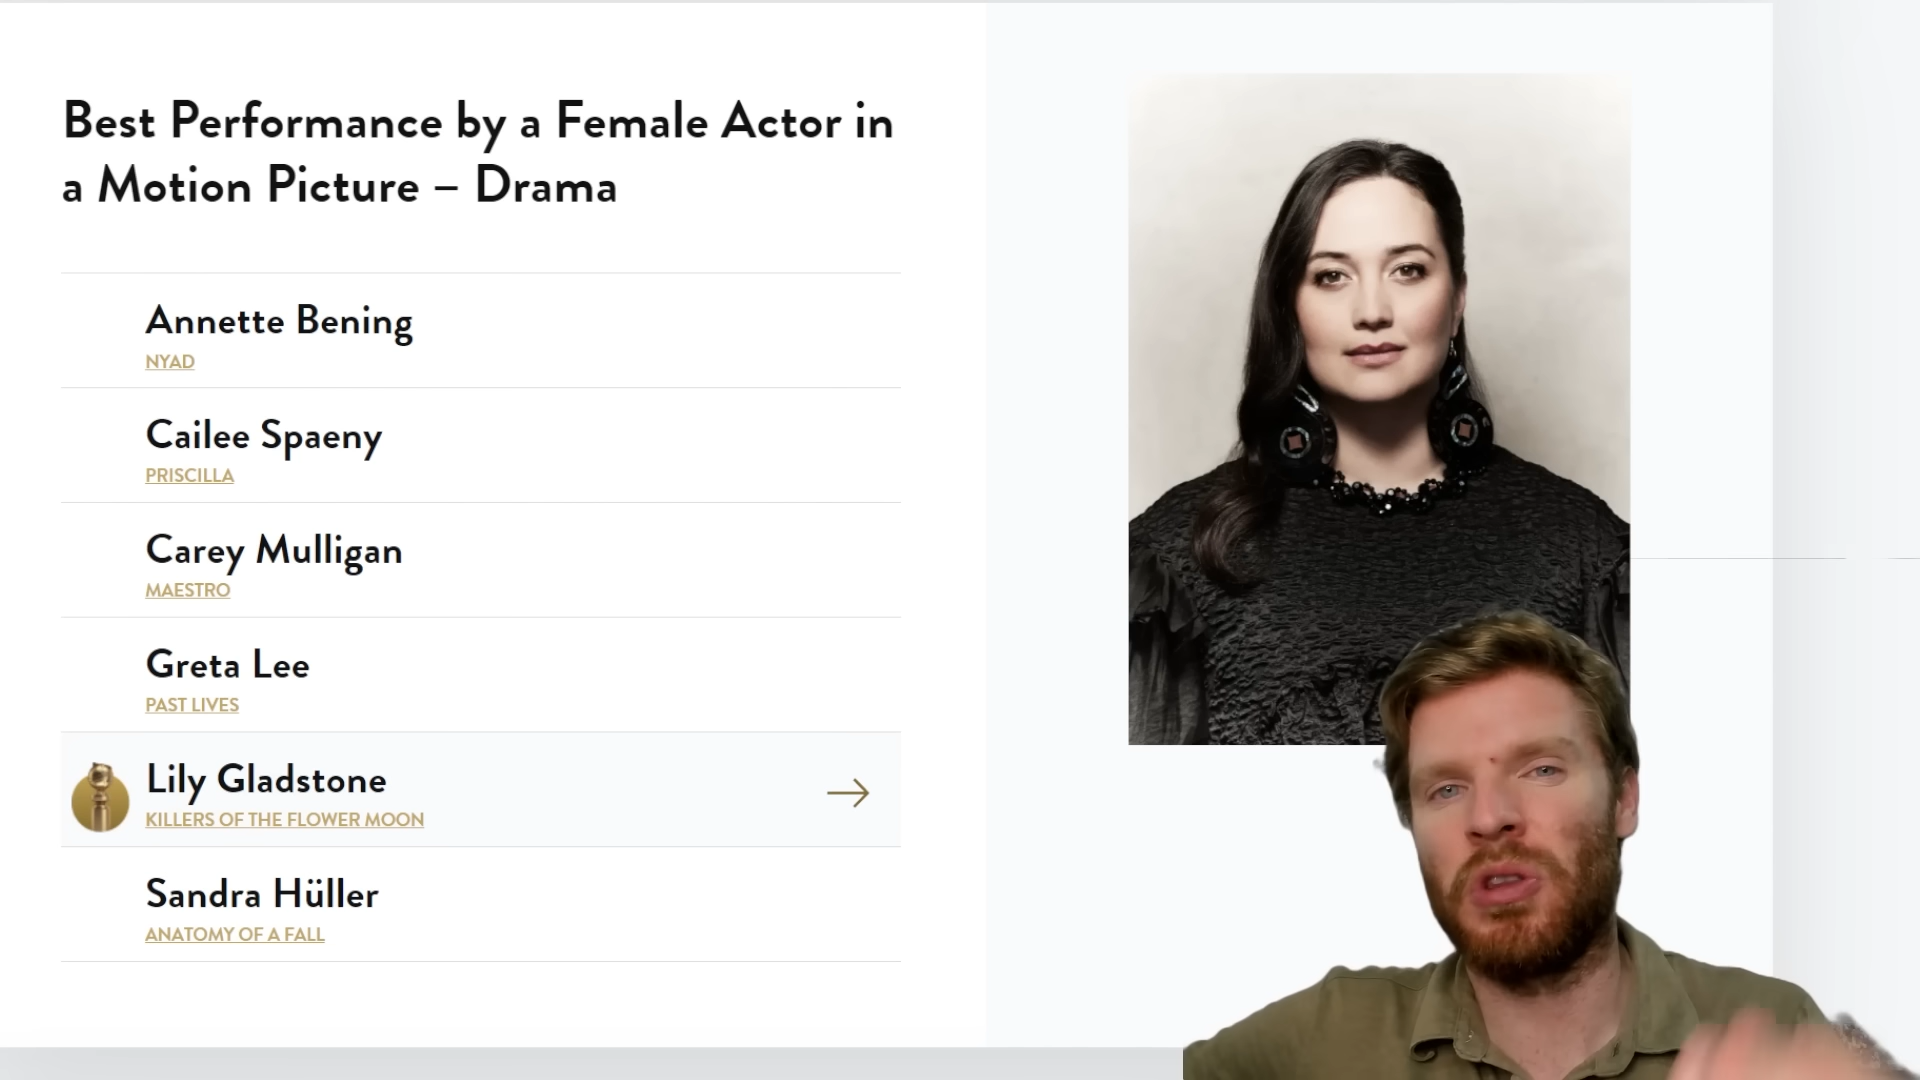 Best Performance by a Female Actor in
a Motion Picture – Drama
Annette Bening
NYAD
Cailee Spaeny
PRISCILLA
Carey Mulligan
MAESTRO
Greta Lee
PAST LIVES
Lily Gladstone
KILLERS OF THE FLOWER MOON
Sandra Hüller
ANATOMY OF A FALL